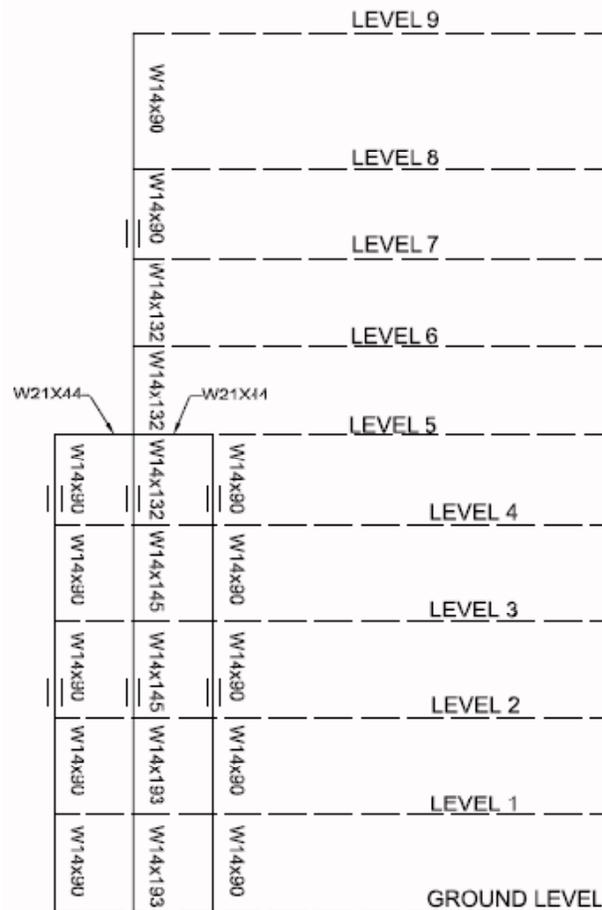 LEVEL 9
W14x90
LEVEL 8
W14x90
LEVEL 7
W14x132
LEVEL 6
W14x132
W21X44
W21X44
LEVEL 5
W14x90
W14x132
W14x90
LEVEL 4
W14x90
W14x145
W14x90
LEVEL 3
W14x90
W14x145
W14x90
LEVEL 2
W14x90
W14x193
W14x90
LEVEL 1
W14x90
W14x193
W14x90
GROUND LEVEL